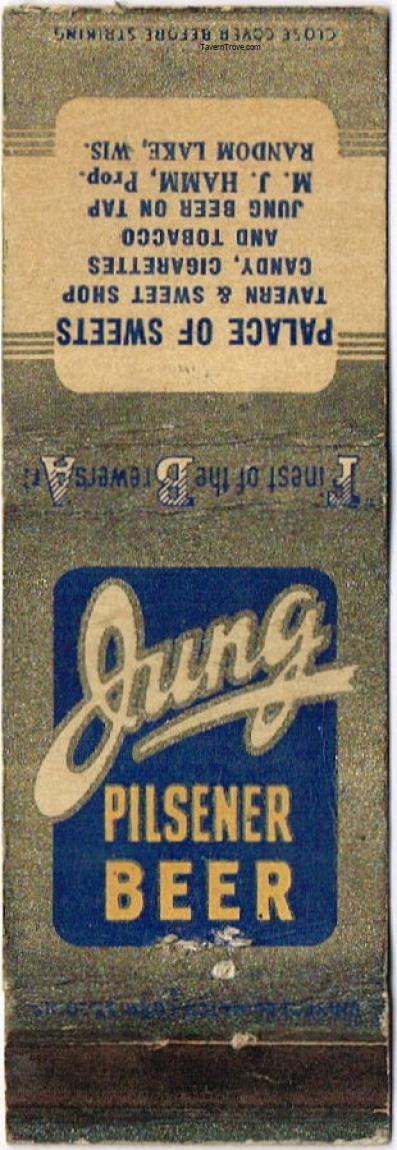 CLOSE COVER BEFORE STRIKING
TavernTrove.com
PALACE OF SWEETS
TAVERN & SWEET SHOP
CANDY, CIGARETTES
AND TOBACCO
JUNG BEER ON TAP
M. J. HAMM, Prop.
RANDOM LAKE, WIS.
"Finest of the Brewers Art"
Jung
PILSENER
BEER